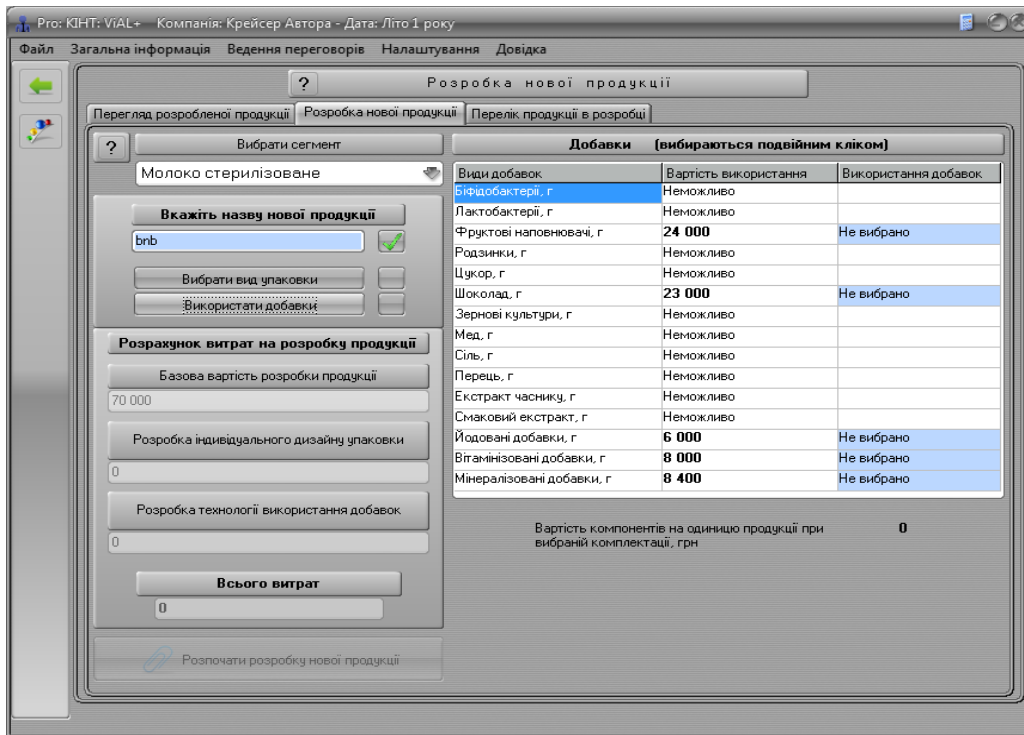 Pro: КІНТ: ViAL+ Компанія: Крейсер Автора - Дата: Літо 1 року
Файл Загальна інформація Ведення переговорів Налаштування Довідка
? Розробка нової продукції
Перегляд розробленої продукції Розробка нової продукції Перелік продукції в розробці
? Вибрати сегмент
Молоко стерилізоване
Вкажіть назву нової продукції
bnb
Вибрати вид упаковки
Використати добавки
Розрахунок витрат на розробку продукції
Базова вартість розробки продукції
70 000
Розробка індивідуального дизайну упаковки
0
Розробка технології використання добавок
0
Всього витрат
0
Розпочати розробку нової продукції
Добавки (вибираються подвійним кліком)
Види добавок Вартість використання Використання добавок
Біфідобактерії, г Неможливо
Лактобактерії, г Неможливо
Фруктові наповнювачі, г 24 000 Не вибрано
Родзинки, г Неможливо
Цукор, г Неможливо
Шоколад, г 23 000 Не вибрано
Зернові культури, г Неможливо
Мед, г Неможливо
Сіль, г Неможливо
Перець, г Неможливо
Екстракт часнику, г Неможливо
Смаковий екстракт, г Неможливо
Йодовані добавки, г 6 000 Не вибрано
Вітамінізовані добавки, г 8 000 Не вибрано
Мінералізовані добавки, г 8 400 Не вибрано
Вартість компонентів на одиницю продукції при 0
вибраній комплектації, грн